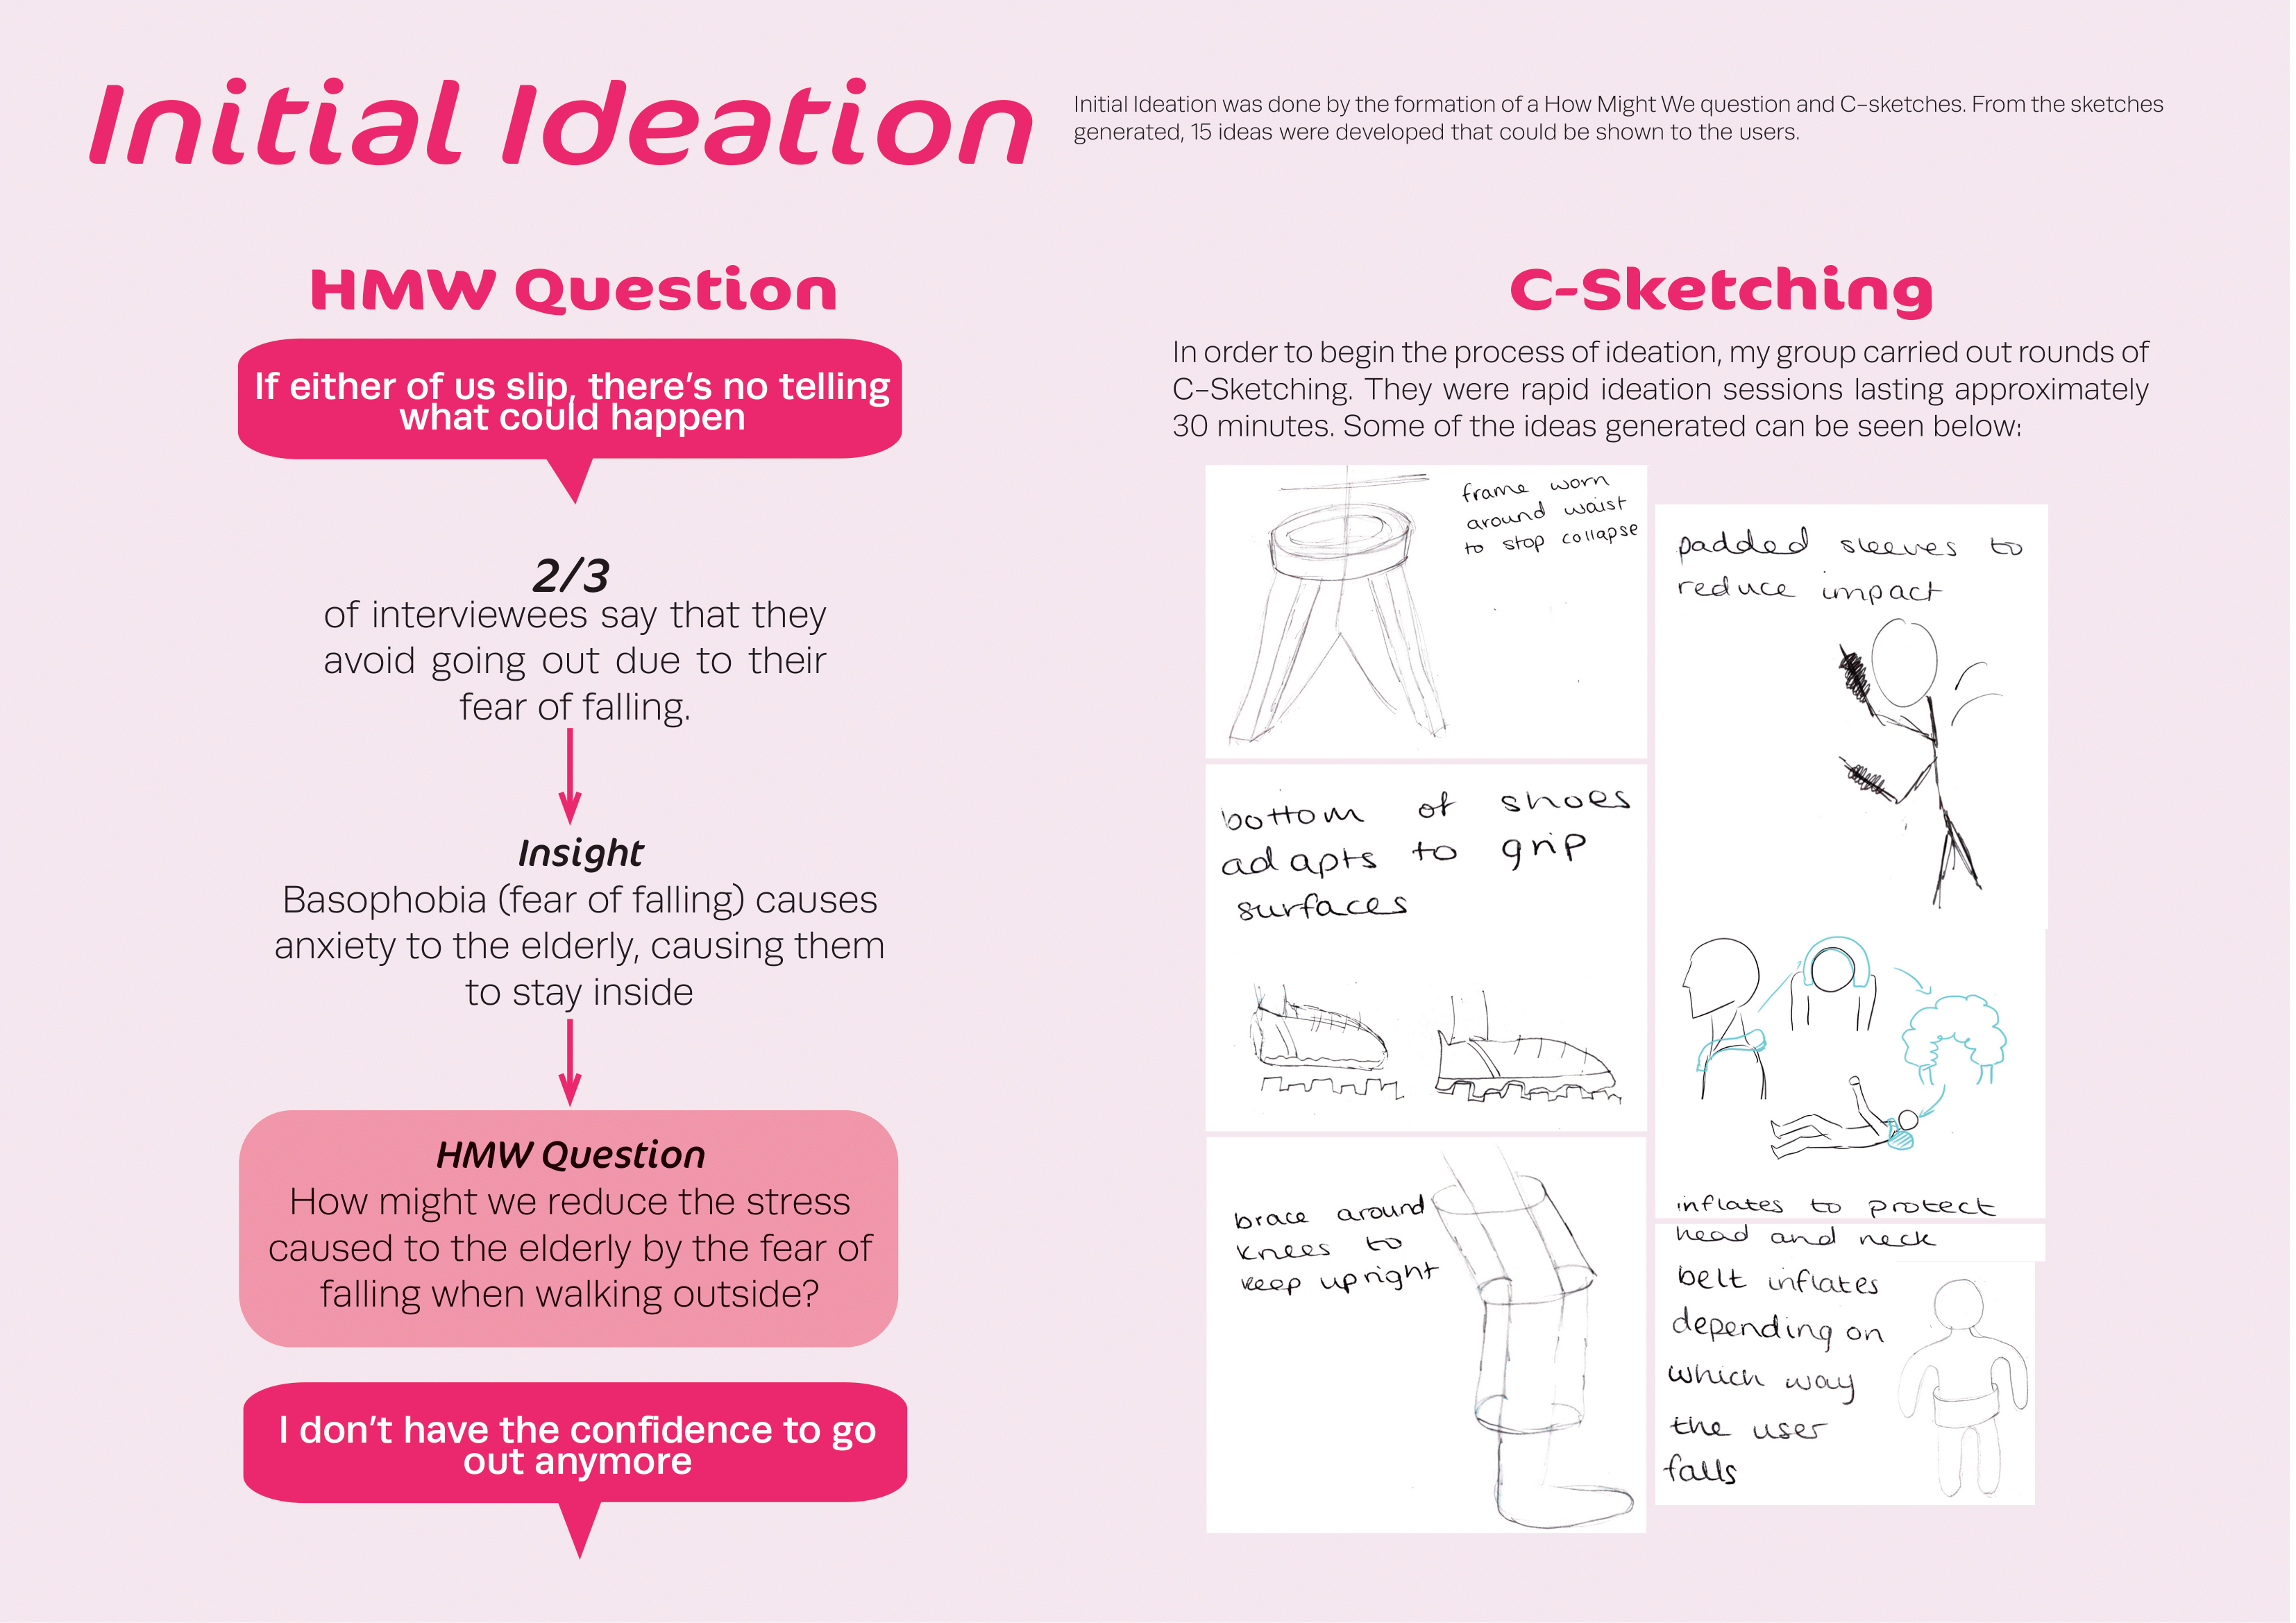 Initial Ideation
Initial Ideation was done by the formation of a How Might We question and C-sketches. From the sketches
generated, 15 ideas were developed that could be shown to the users.
HMW Question
If either of us slip, there's no telling
what could happen
2/3
of interviewees say that they
avoid going out due to their
fear of falling.
Insight
Basophobia (fear of falling) causes
anxiety to the elderly, causing them
to stay inside
HMW Question
How might we reduce the stress
caused to the elderly by the fear of
falling when walking outside?
I don't have the confidence to go
out anymore
C-Sketching
In order to begin the process of ideation, my group carried out rounds of
C-Sketching. They were rapid ideation sessions lasting approximately
30 minutes. Some of the ideas generated can be seen below:
frame worn
around waist
to stop collapse
bottom of shoes
adapts to grip
surfaces
brace around
knees to
keep upright
padded sleeves to
reduce impact
inflates to protect
head and neck
belt inflates
depending on
which way
the user
falls